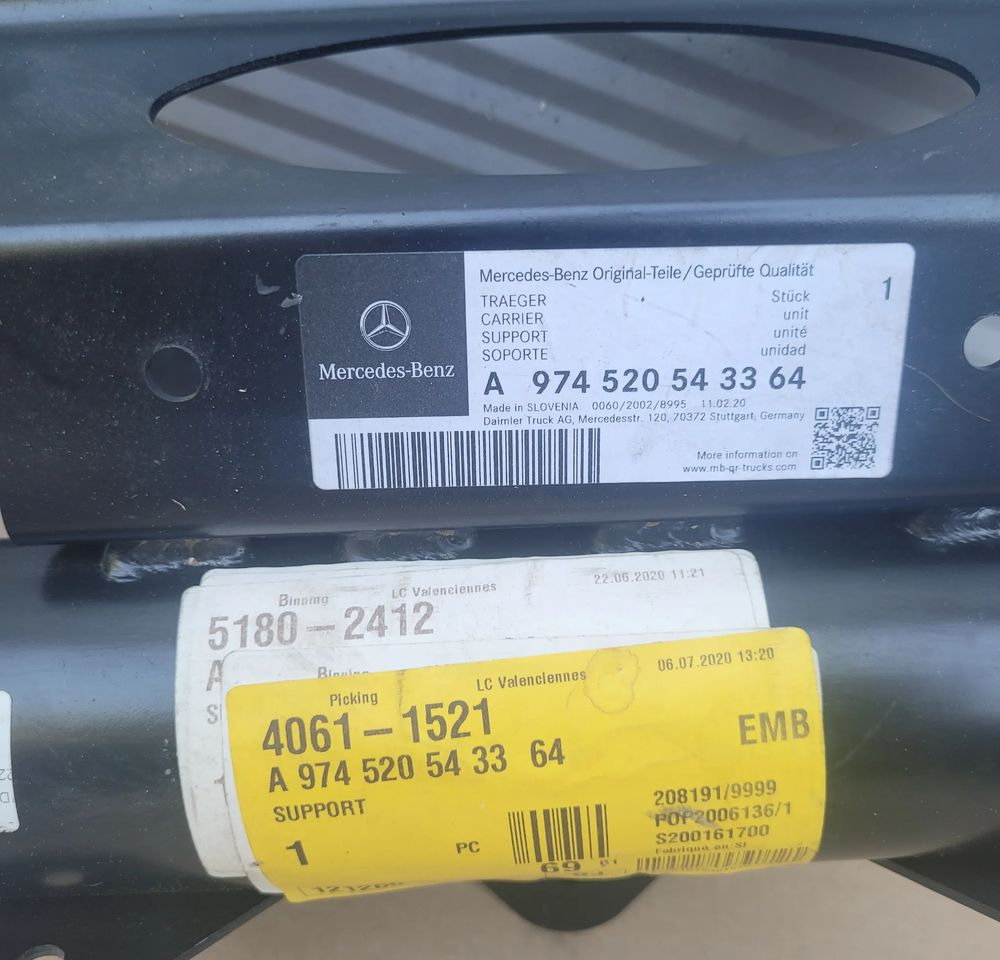 Mercedes-Benz
Mercedes-Benz Original-Teile/Geprüfte Qualität
1
TRAEGER Stück
CARRIER unit
SUPPORT unité
SOPORTE unidad
A 974 520 54 33 64
Made in SLOVENIA 0060/2002/8995 11.02.20
Daimler Truck AG, Mercedesstr. 120, 70372 Stuttgart, Germany
More information on
www.mb-qr-trucks.com
Binning LC Valenciennes 22.06.2020 11:21
5180-2412
A
Picking LC Valenciennes 06.07.2020 13:20
4061-1521
EMB
A 974 520 54 33 64
SUPPORT
208191/9999
POP2006136/1
S200161700
Fabrique en:SI
1 PC
69